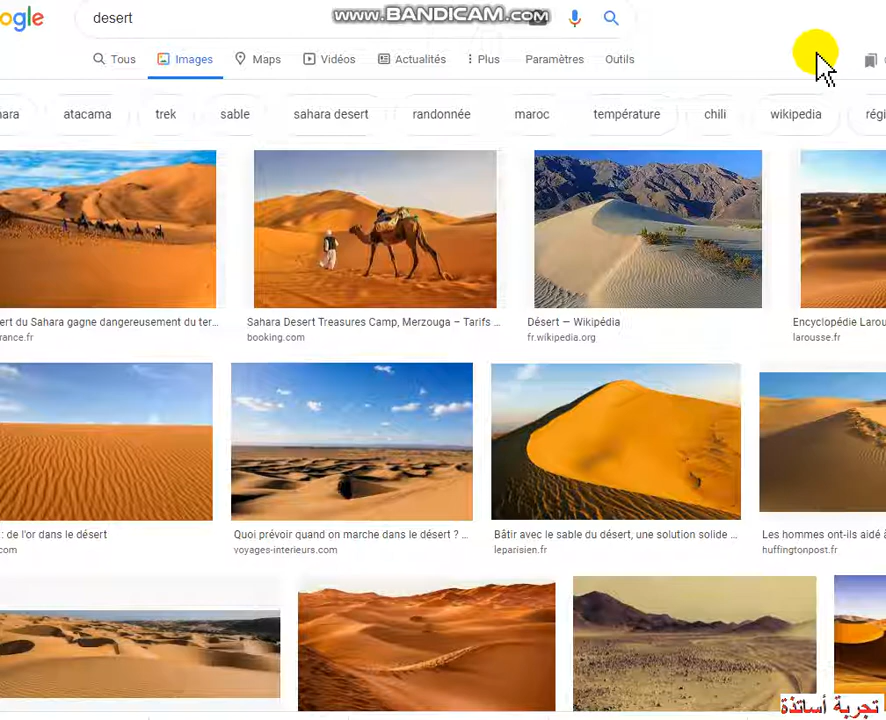 ogle desert www.BANDICAM.com
Tous Images Maps Vidéos Actualités Plus Paramètres Outils
hara atacama trek sable sahara desert randonnée maroc température chili wikipedia régi
ert du Sahara gagne dangereusement du ter... Sahara Desert Treasures Camp, Merzouga – Tarifs ... Désert — Wikipédia Encyclopédie Larou
rance.fr booking.com fr.wikipedia.org larousse.fr
: de l'or dans le désert Quoi prévoir quand on marche dans le désert ? ... Bâtir avec le sable du désert, une solution solide ... Les hommes ont-ils aidé à
com voyages-interieurs.com leparisien.fr huffingtonpost.fr
تجربة أساتذة